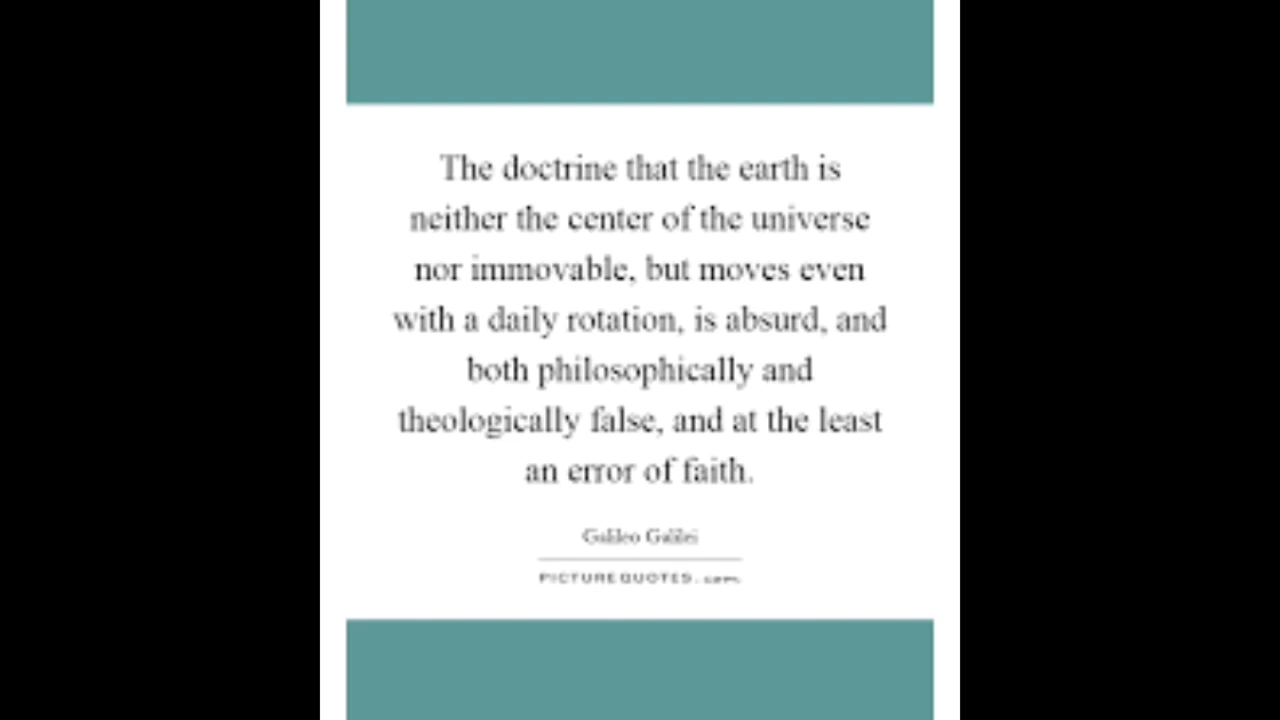 The doctrine that the earth is
neither the center of the universe
nor immovable, but moves even
with a daily rotation, is absurd, and
both philosophically and
theologically false, and at the least
an error of faith.
Galileo Galilei
PICTUREQUOTES.com